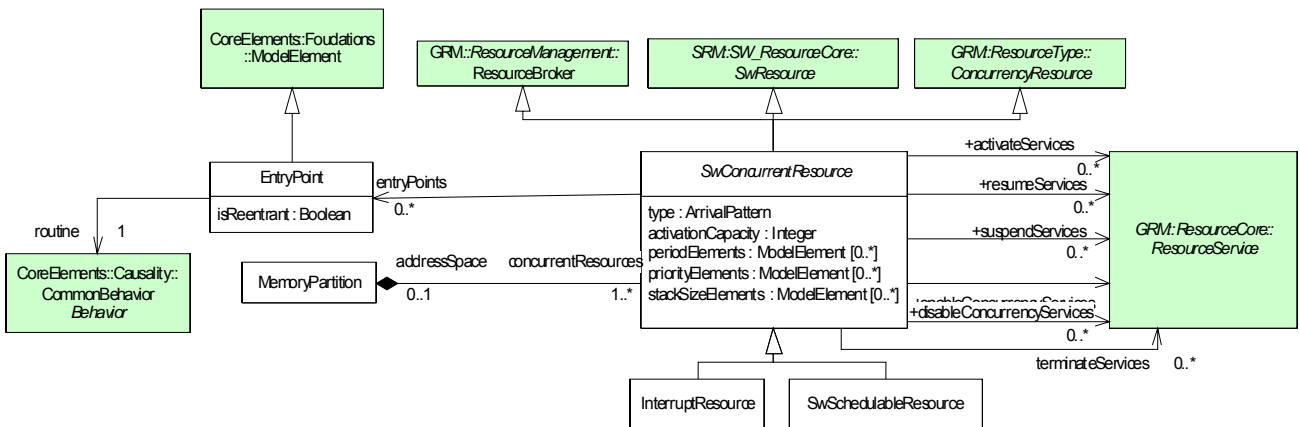 CoreElements::Foudations
::ModelElement
GRM::ResourceManagement::
ResourceBroker
SRM::SW_ResourceCore::
SwResource
GRM::ResourceType::
ConcurrencyResource
EntryPoint
isReentrant : Boolean
entryPoints
0..*
routine
1
CoreElements::Causality::
CommonBehavior
Behavior
MemoryPartition
addressSpace
0..1
concurrentResources
1..*
SwConcurrentResource
type : ArrivalPattern
activationCapacity : Integer
periodElements : ModelElement [0..*]
priorityElements : ModelElement [0..*]
stackSizeElements : ModelElement [0..*]
+activateServices
0..*
+resumeServices
0..*
+suspendServices
0..*
+disableConcurrencyServices
0..*
terminateServices
0..*
GRM::ResourceCore::
ResourceService
InterruptResource
SwSchedulableResource